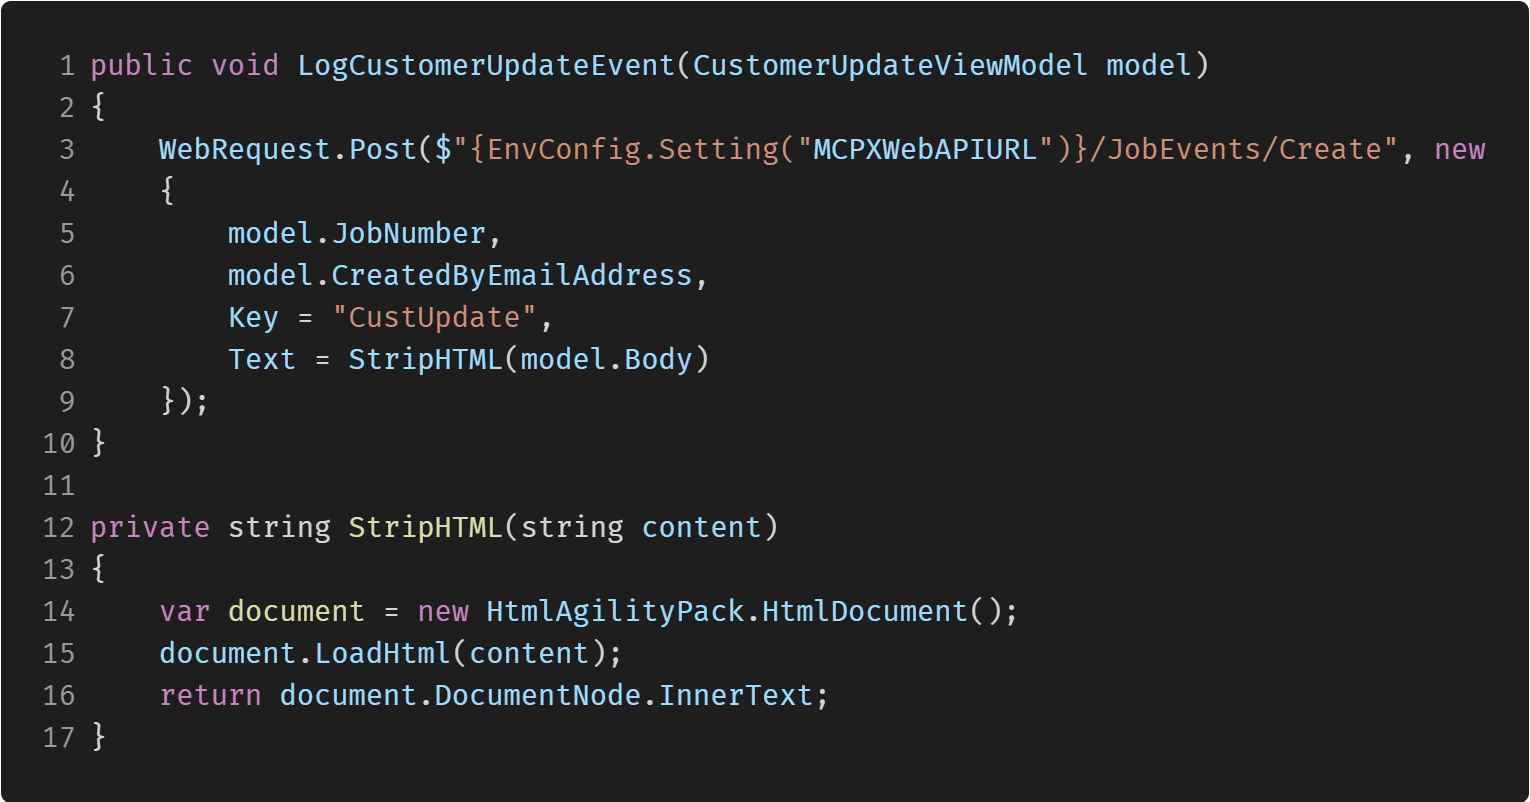 1 public void LogCustomerUpdateEvent(CustomerUpdateViewModel model)
2 {
3     WebRequest.Post($"{EnvConfig.Setting("MCPXWebAPIURL")}/JobEvents/Create", new
4     {
5         model.JobNumber,
6         model.CreatedByEmailAddress,
7         Key = "CustUpdate",
8         Text = StripHTML(model.Body)
9     });
10 }
11
12 private string StripHTML(string content)
13 {
14     var document = new HtmlAgilityPack.HtmlDocument();
15     document.LoadHtml(content);
16     return document.DocumentNode.InnerText;
17 }